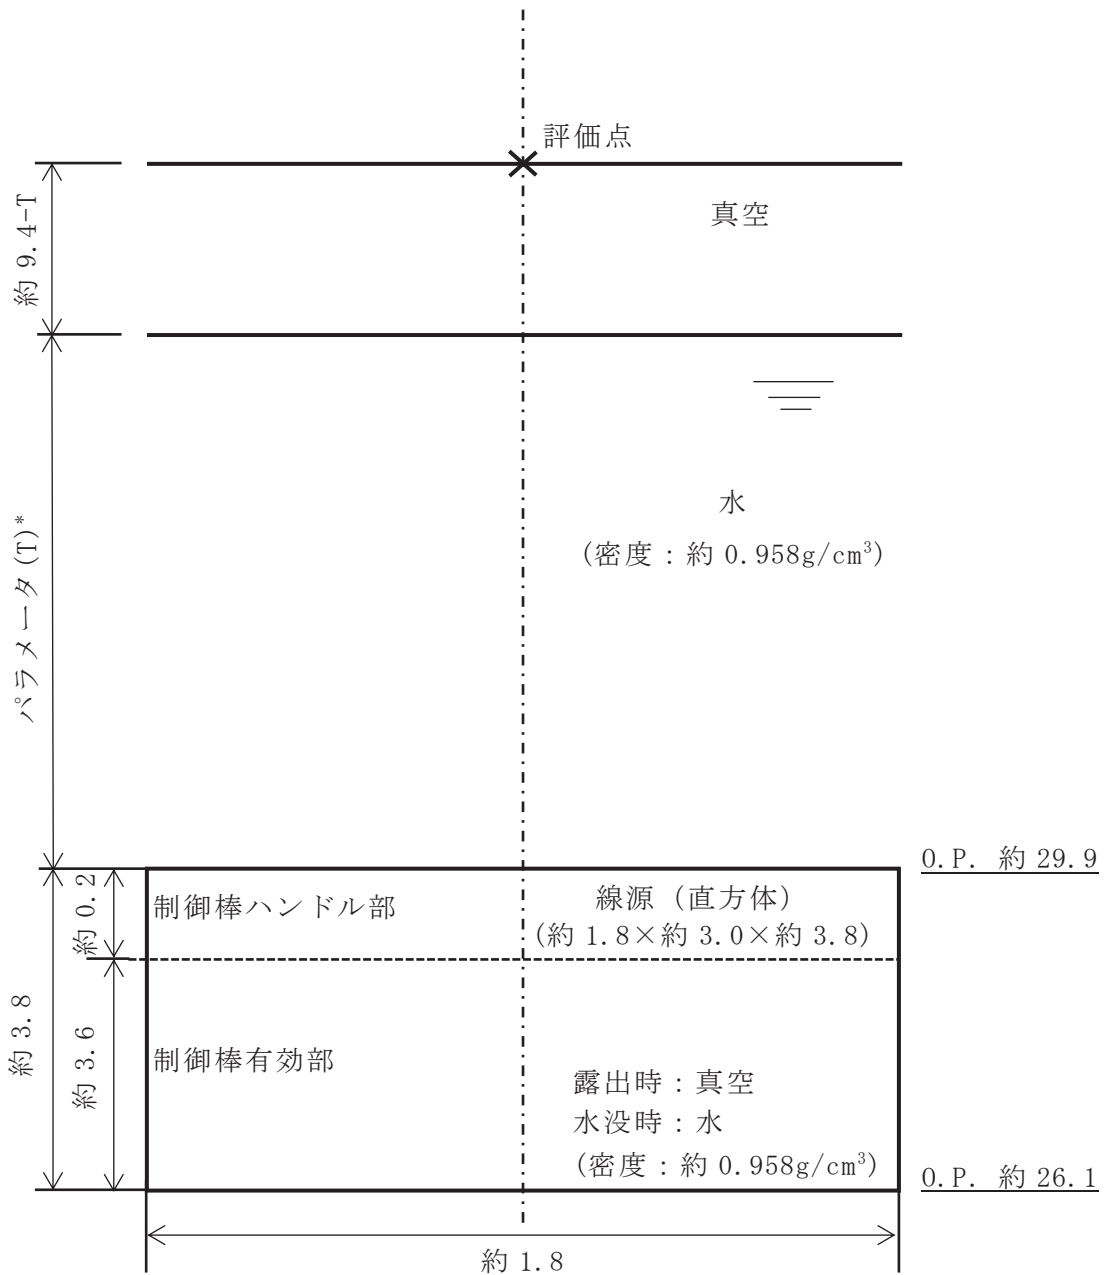 評価点
真空
約 9.4-T
水
(密度：約 0.958g/cm³)
パラメータ(T)*
O.P. 約 29.9
制御棒ハンドル部
線源（直方体）
(約 1.8×約 3.0×約 3.8)
約 0.2
約 3.8
約 3.6
制御棒有効部
露出時：真空
水没時：水
(密度：約 0.958g/cm³)
O.P. 約 26.1
約 1.8